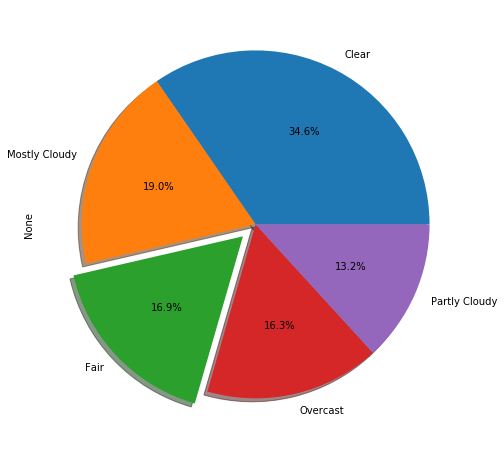 Clear
34.6%
Mostly Cloudy
19.0%
None
13.2%
Partly Cloudy
16.9%
16.3%
Fair
Overcast